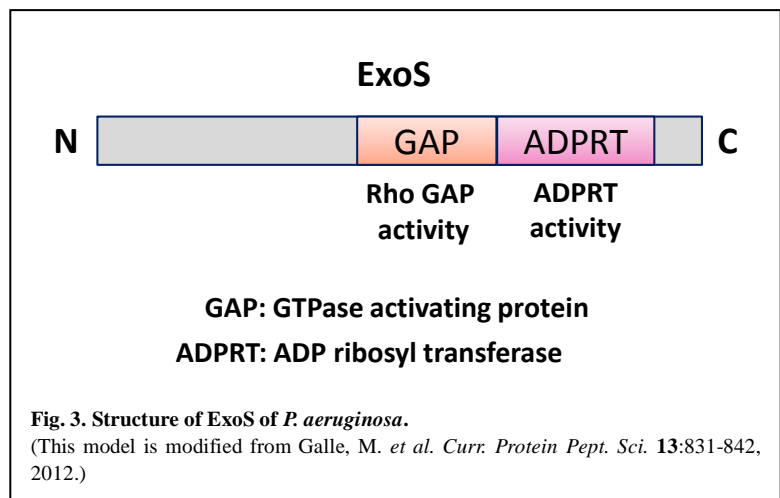 ExoS
N GAP ADPRT C
Rho GAP ADPRT
activity activity
GAP: GTPase activating protein
ADPRT: ADP ribosyl transferase
Fig. 3. Structure of ExoS of P. aeruginosa.
(This model is modified from Galle, M. et al. Curr. Protein Pept. Sci. 13:831-842,
2012.)